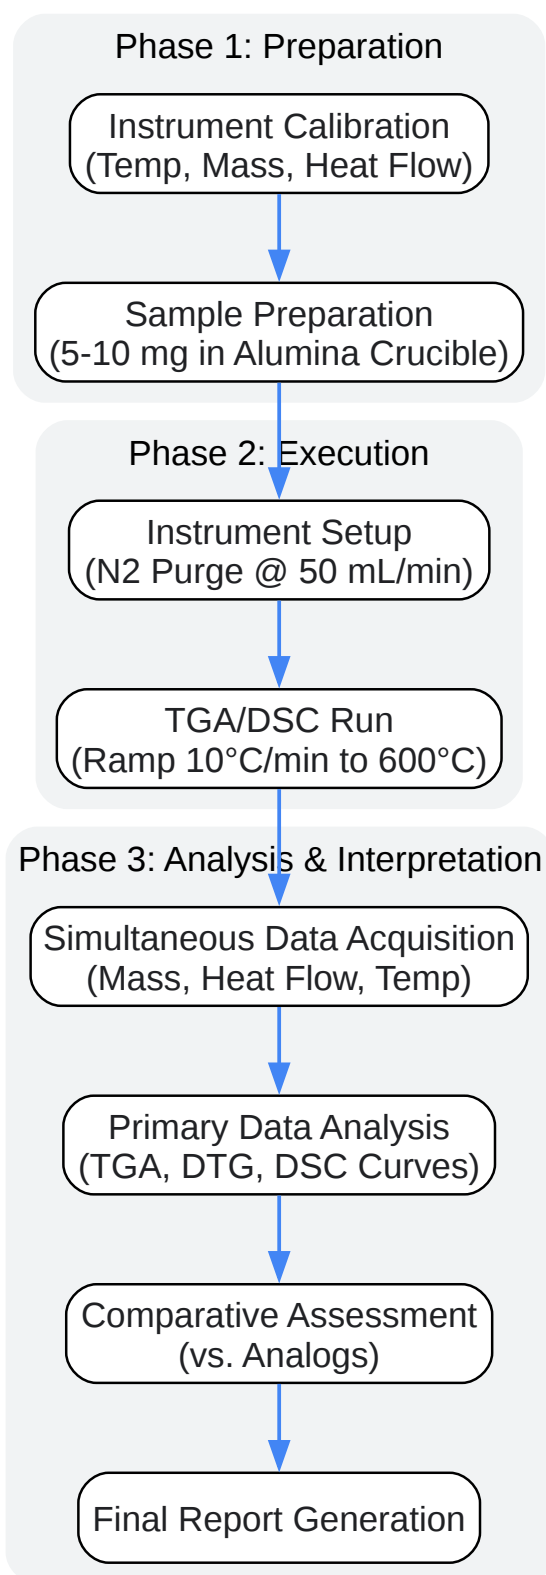 Phase 1: Preparation
Instrument Calibration
(Temp, Mass, Heat Flow)
Sample Preparation
(5-10 mg in Alumina Crucible)
Phase 2: Execution
Instrument Setup
(N2 Purge @ 50 mL/min)
TGA/DSC Run
(Ramp 10°C/min to 600°C)
Phase 3: Analysis & Interpretation
Simultaneous Data Acquisition
(Mass, Heat Flow, Temp)
Primary Data Analysis
(TGA, DTG, DSC Curves)
Comparative Assessment
(vs. Analogs)
Final Report Generation